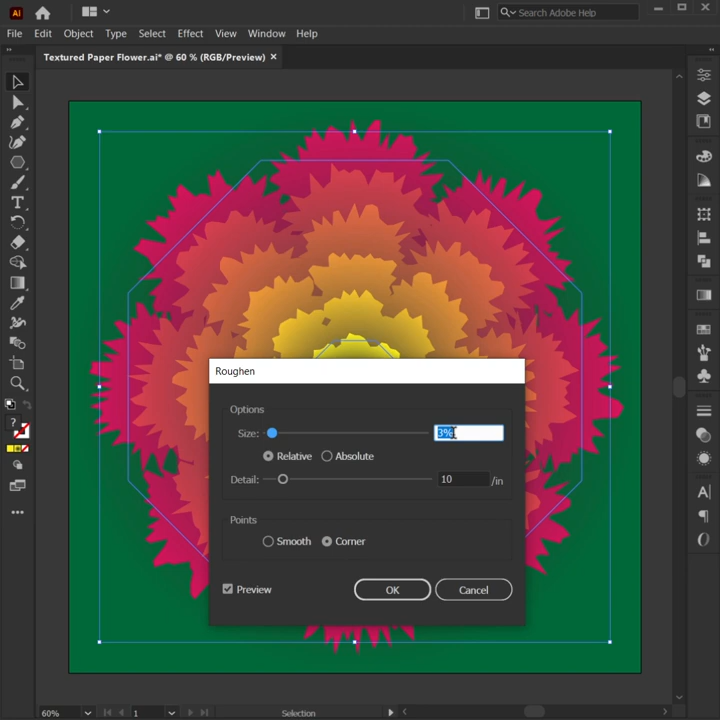 Ai
Search Adobe Help
File Edit Object Type Select Effect View Window Help
Textured Paper Flower.ai* @ 60 % (RGB/Preview)
Roughen
Options
Size: 3%
Relative Absolute
Detail: 10 /in
Points
Smooth Corner
Preview OK Cancel
60% 1 Selection